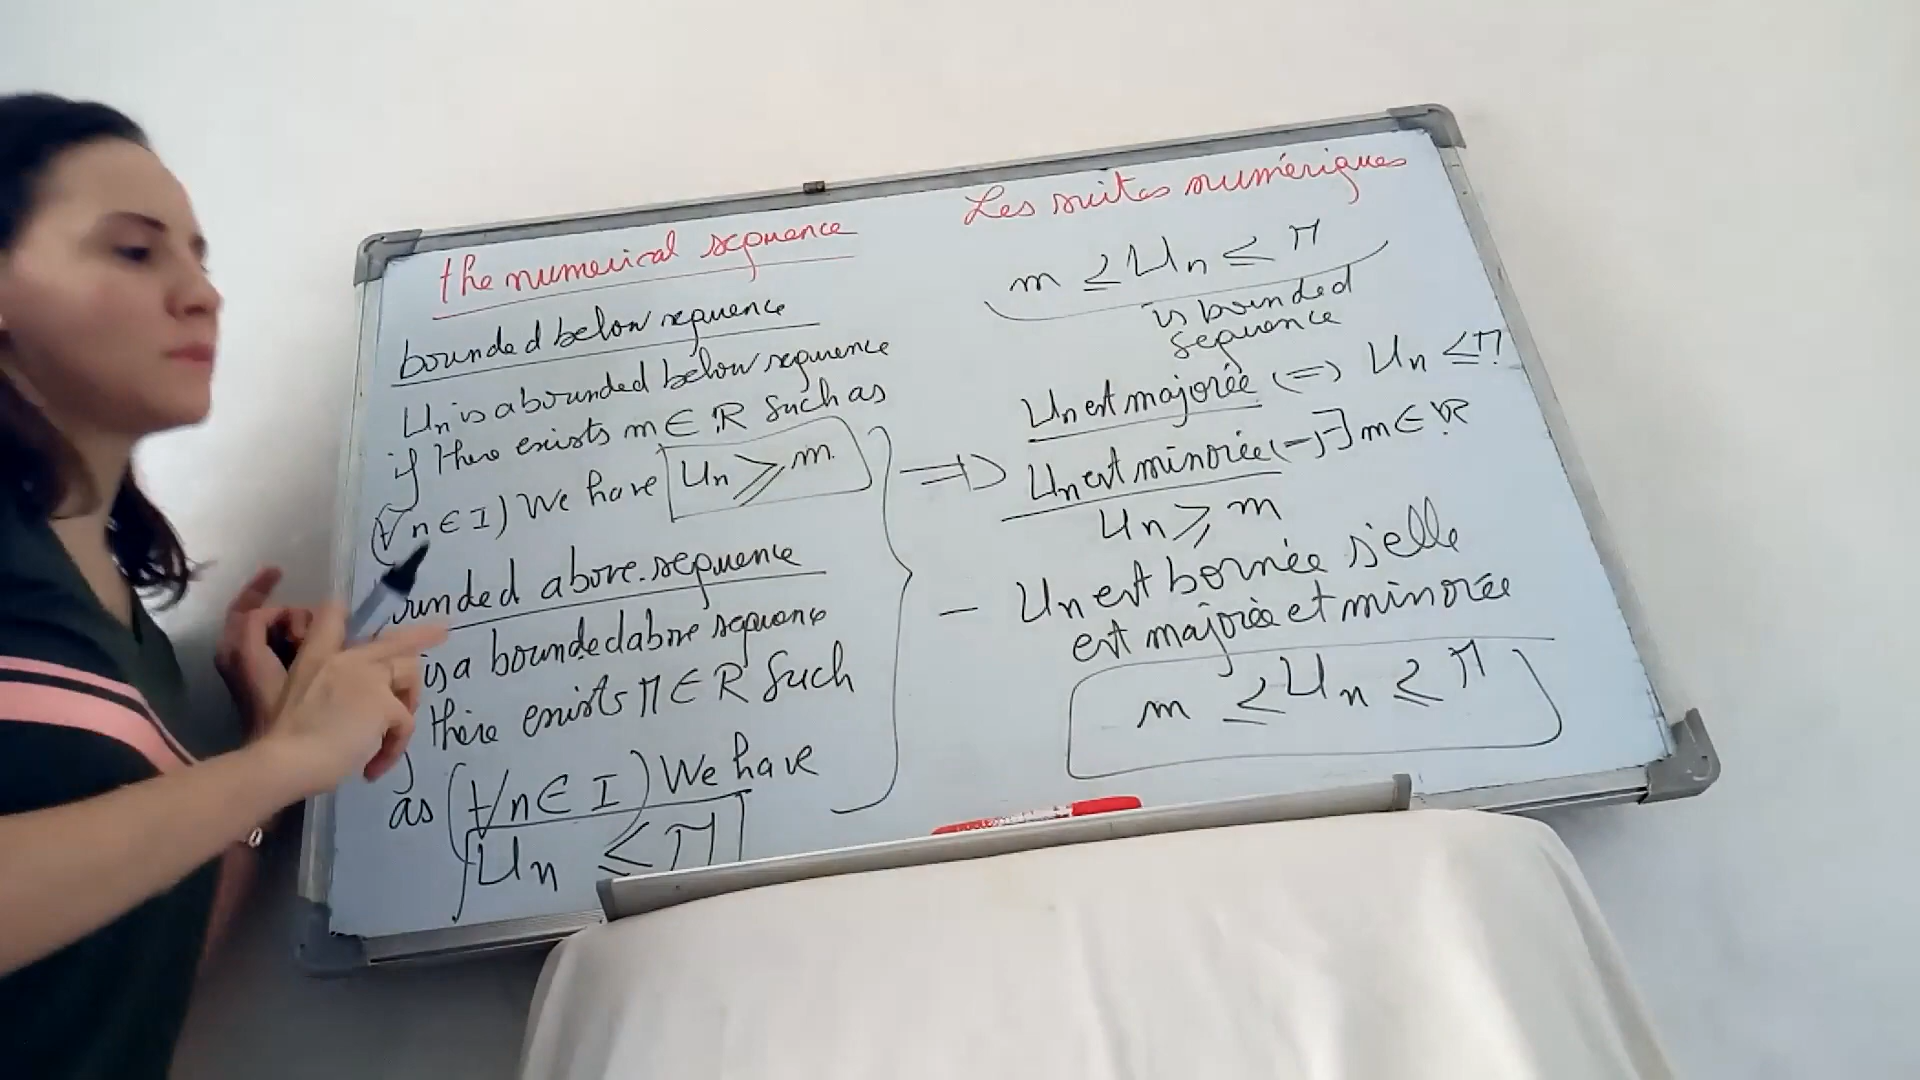 the numerical sequence
bounded below sequence
Un is a bounded below sequence
if there exists m ∈ R Such as
(∀ n ∈ I) We have Un ⩾ m
unded above sequence
is a bounded above sequence
there exists M ∈ R Such
as (∀ n ∈ I) We have
Un ≤ M
Les suites numériques
m ≤ Un ≤ M
is bounded
sequence
Un est majorée ⇔ Un ≤ M
⇒ Un est minorée ⇔ ∃ m ∈ R
Un ⩾ m
- Un est bornée s'elle
est majorée et minorée
m ≤ Un ≤ M